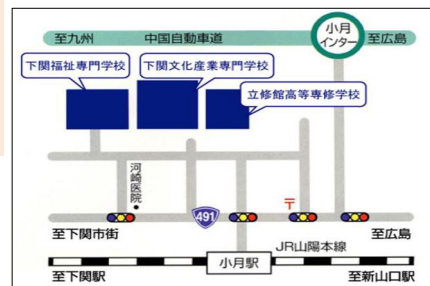 至九州
中国自動車道
小月
インター
至広島
下関福祉専門学校
下関文化産業専門学校
立修館高等専修学校
河崎医院
491
〒
至下関市街
至広島
JR山陽本線
小月駅
至下関駅
至新山口駅